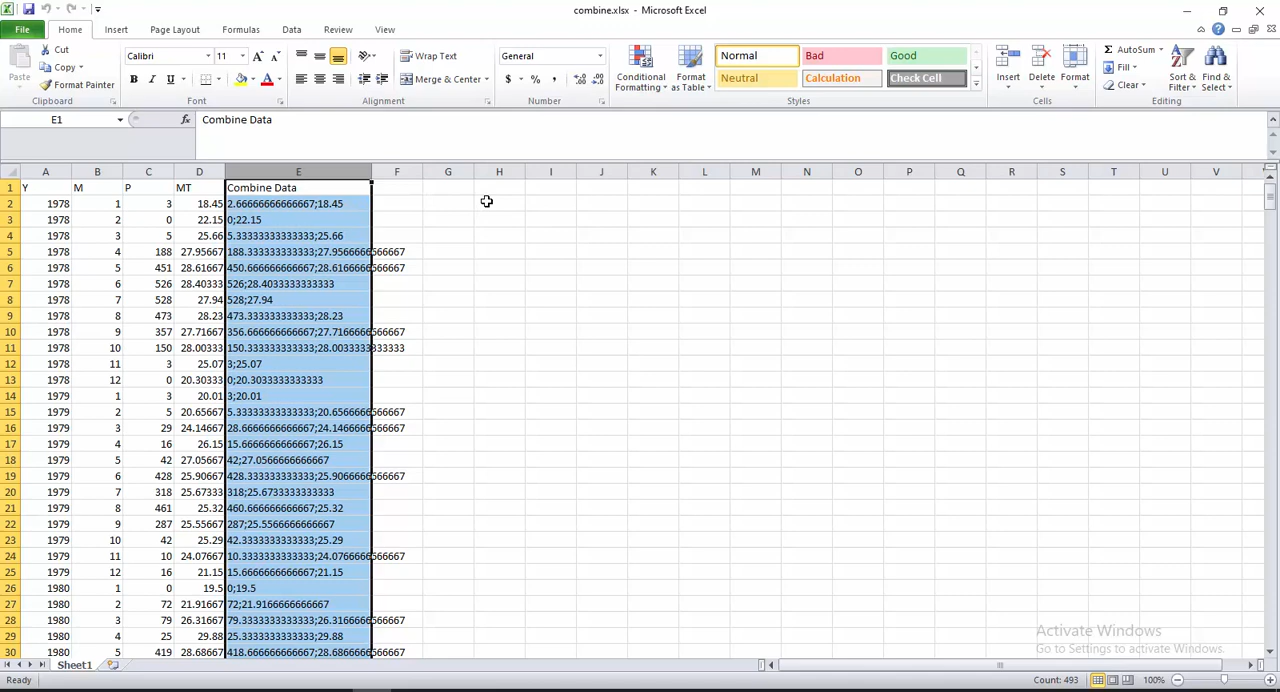 combine.xlsx - Microsoft Excel
File Home Insert Page Layout Formulas Data Review View
Cut Calibri 11 Wrap Text General Normal Bad Good AutoSum
Copy Paste Conditional Formatting Format as Table Insert Delete Format Fill Sort & Filter Find & Select
Format Painter Merge & Center $ % , Neutral Calculation Check Cell Clear
Clipboard Font Alignment Number Styles Cells Editing
E1 fx Combine Data
A B C D E F G H I J K L M N O P Q R S T U V
1 Y M P MT Combine Data
2 1978 1 3 18.45 2.66666666666667;18.45
3 1978 2 0 22.15 0;22.15
4 1978 3 5 25.66 5.33333333333333;25.66
5 1978 4 188 27.95667 188.333333333333;27.9566666666667
6 1978 5 451 28.61667 450.666666666667;28.6166666666667
7 1978 6 526 28.40333 526;28.4033333333333
8 1978 7 528 27.94 528;27.94
9 1978 8 473 28.23 473.333333333333;28.23
10 1978 9 357 27.71667 356.666666666667;27.7166666666667
11 1978 10 150 28.00333 150.333333333333;28.0033333333333
12 1978 11 3 25.07 3;25.07
13 1978 12 0 20.30333 0;20.3033333333333
14 1979 1 3 20.01 3;20.01
15 1979 2 5 20.65667 5.33333333333333;20.6566666666667
16 1979 3 29 24.14667 28.6666666666667;24.1466666666667
17 1979 4 16 26.15 15.6666666666667;26.15
18 1979 5 42 27.05667 42;27.0566666666667
19 1979 6 428 25.90667 428.333333333333;25.9066666666667
20 1979 7 318 25.67333 318;25.6733333333333
21 1979 8 461 25.32 460.666666666667;25.32
22 1979 9 287 25.55667 287;25.5566666666667
23 1979 10 42 25.29 42.3333333333333;25.29
24 1979 11 10 24.07667 10.3333333333333;24.0766666666667
25 1979 12 16 21.15 15.6666666666667;21.15
26 1980 1 0 19.5 0;19.5
27 1980 2 72 21.91667 72;21.9166666666667
28 1980 3 79 26.31667 79.3333333333333;26.3166666666667
29 1980 4 25 29.88 25.3333333333333;29.88
30 1980 5 419 28.68667 418.666666666667;28.6866666666667
Activate Windows
Go to Settings to activate Windows.
Sheet1
Ready Count: 493 100%